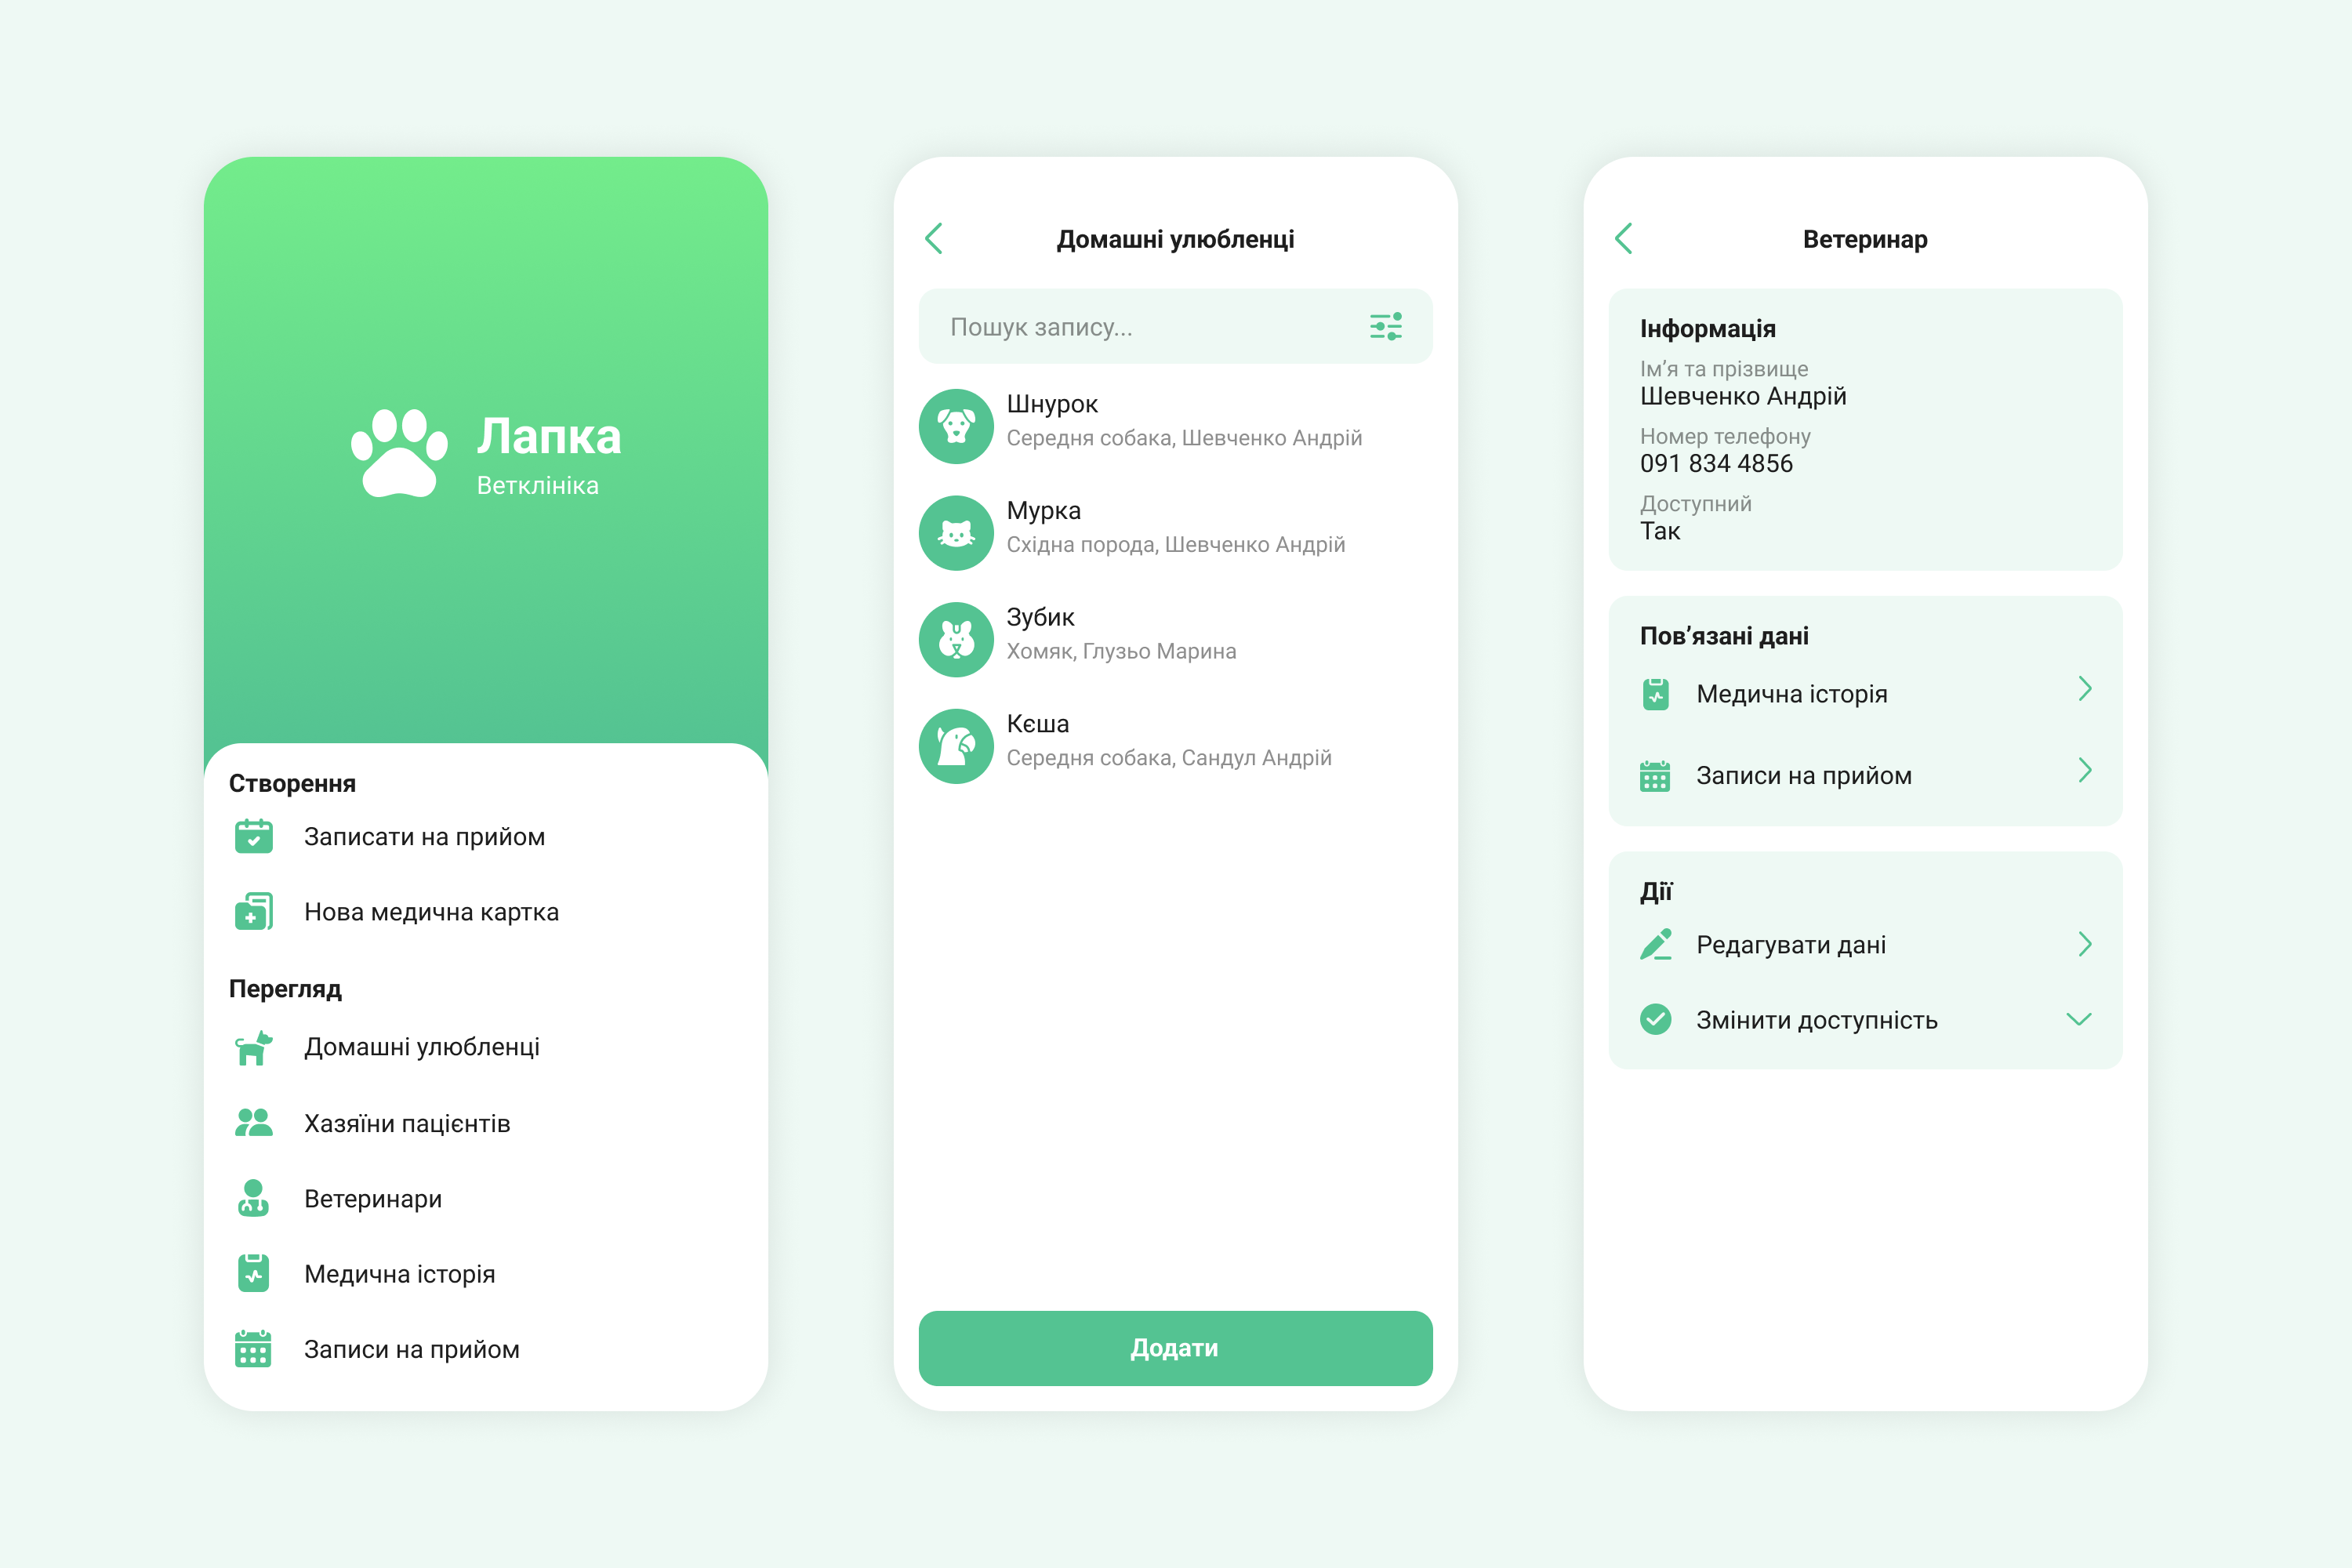 Лапка
Ветклініка
Створення
Записати на прийом
Нова медична картка
Перегляд
Домашні улюбленці
Хазяїни пацієнтів
Ветеринари
Медична історія
Записи на прийом
Домашні улюбленці
Пошук запису...
Шнурок
Середня собака, Шевченко Андрій
Мурка
Східна порода, Шевченко Андрій
Зубик
Хомяк, Глузьо Марина
Кєша
Середня собака, Сандул Андрій
Додати
Ветеринар
Інформація
Ім’я та прізвище
Шевченко Андрій
Номер телефону
091 834 4856
Доступний
Так
Пов’язані дані
Медична історія
Записи на прийом
Дії
Редагувати дані
Змінити доступність